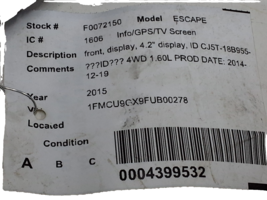 Stock # F0072150 Model ESCAPE
IC # 1606 Info/GPS/TV Screen
Description front, display, 4.2" display, ID CJ5T-18B955-
Comments ???ID??? 4WD 1.60L PROD DATE: 2014-
12-19
Year 2015
1FMCU9GX9FUB00278
Located
Condition
A B C
0004399532